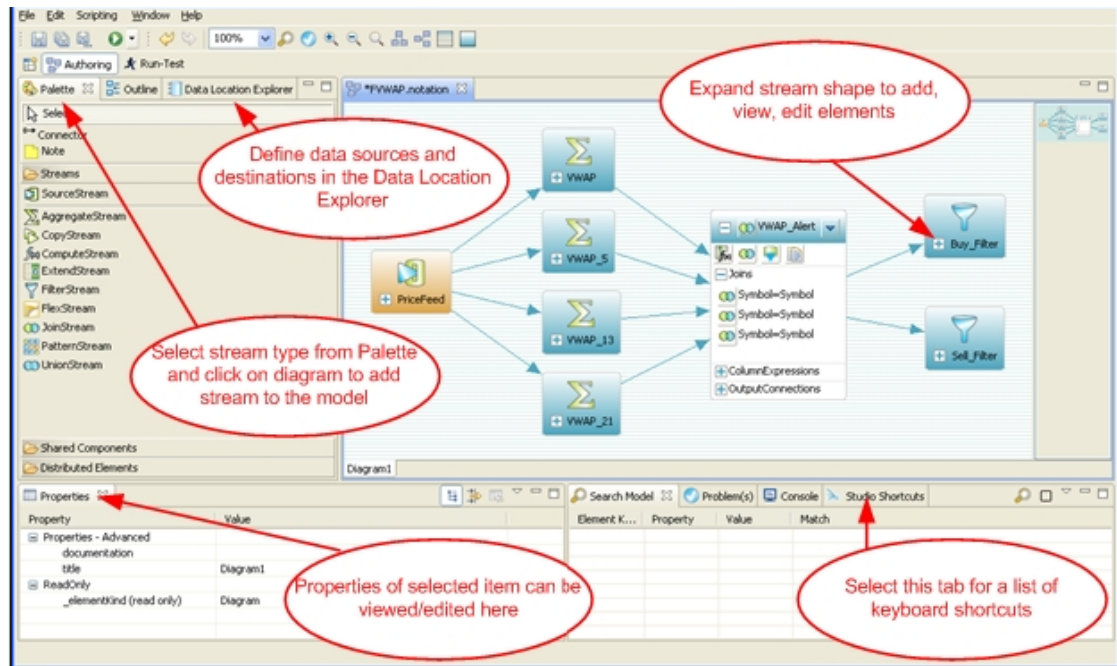 File Edit Scripting Window Help
100%
Authoring Run-Test
Palette Outline Data Location Explorer
*FVWAP.notation
Select
Connector
Note
Streams
SourceStream
AggregateStream
CopyStream
ComputeStream
ExtendStream
FilterStream
FlexStream
JoinStream
PatternStream
UnionStream
Shared Components
Distributed Elements
Define data sources and
destinations in the Data Location
Explorer
Select stream type from Palette
and click on diagram to add
stream to the model
Expand stream shape to add,
view, edit elements
PriceFeed
VWAP
VWAP_5
VWAP_13
VWAP_21
VWAP_Alert
Joins
Symbol=Symbol
Symbol=Symbol
Symbol=Symbol
ColumnExpressions
OutputConnections
Buy_Filter
Sell_Filter
Diagram1
Properties
Property Value
Properties - Advanced
documentation
title Diagram1
ReadOnly
_elementKind (read only) Diagram
Properties of selected item can be
viewed/edited here
Search Model Problem(s) Console Studio Shortcuts
Element K... Property Value Match
Select this tab for a list of
keyboard shortcuts